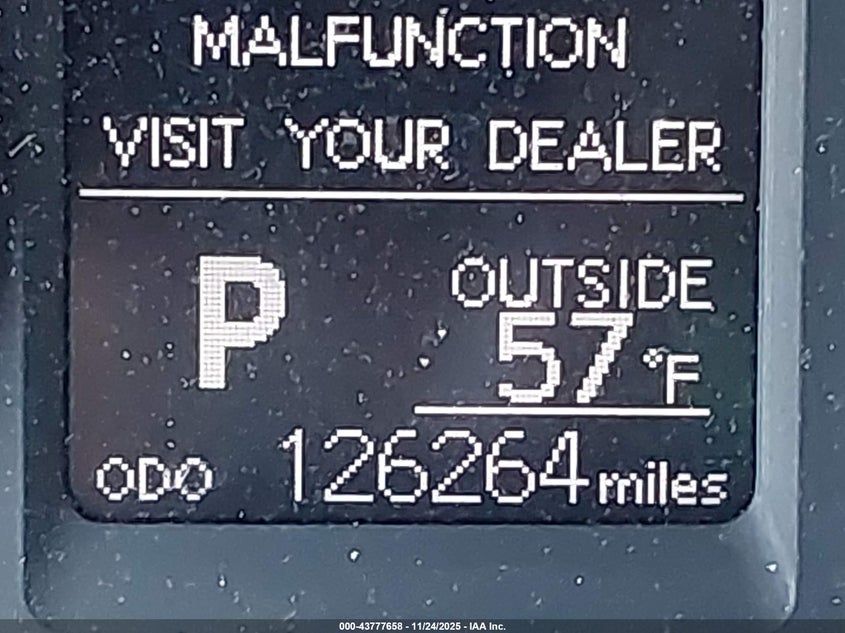 MALFUNCTION
VISIT YOUR DEALER
P
OUTSIDE
57°F
ODO 126264 miles
000-43777658 - 11/24/2025 - IAA Inc.